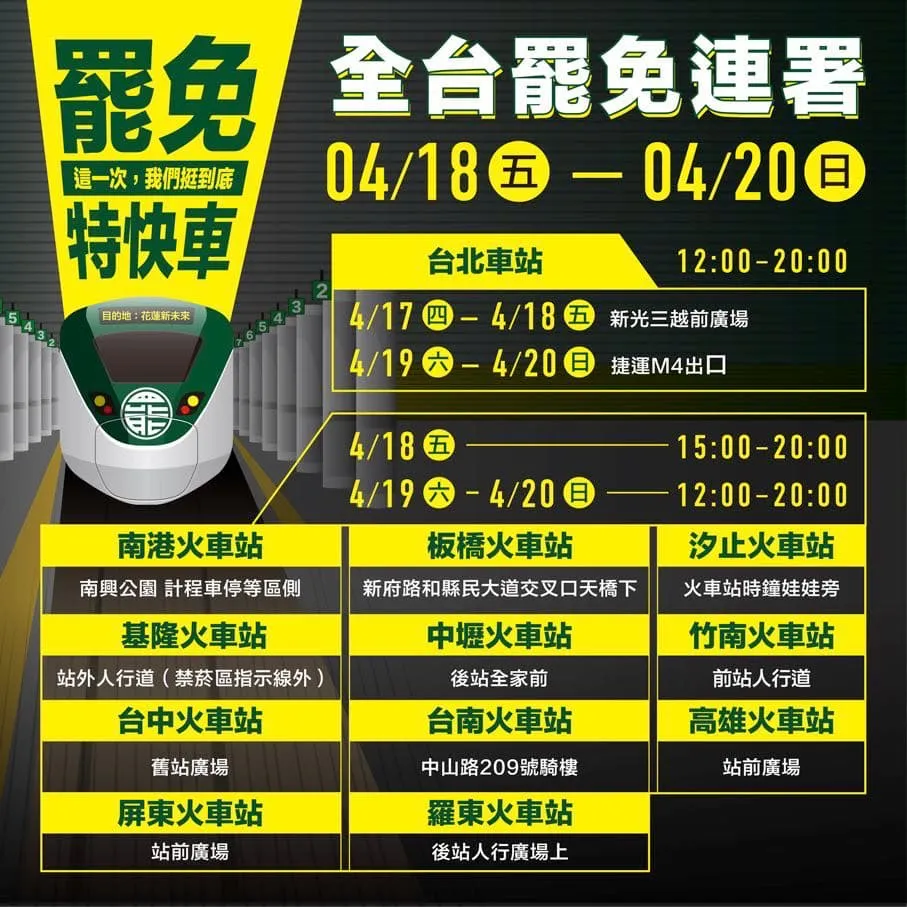 罷免
這一次，我們挺到底
特快車
全台罷免連署
04/18 五 — 04/20 日
目的地：花蓮新未來
5 4 3 3 2
7 6 5 4 3 2
台北車站 12:00-20:00
4/17 四 - 4/18 五 新光三越前廣場
4/19 六 - 4/20 日 捷運M4出口
4/18 五 15:00-20:00
4/19 六 - 4/20 日 12:00-20:00
南港火車站
南興公園 計程車停等區側
板橋火車站
新府路和縣民大道交叉口天橋下
汐止火車站
火車站時鐘娃娃旁
基隆火車站
站外人行道（禁菸區指示線外）
中壢火車站
後站全家前
竹南火車站
前站人行道
台中火車站
舊站廣場
台南火車站
中山路209號騎樓
高雄火車站
站前廣場
屏東火車站
站前廣場
羅東火車站
後站人行廣場上